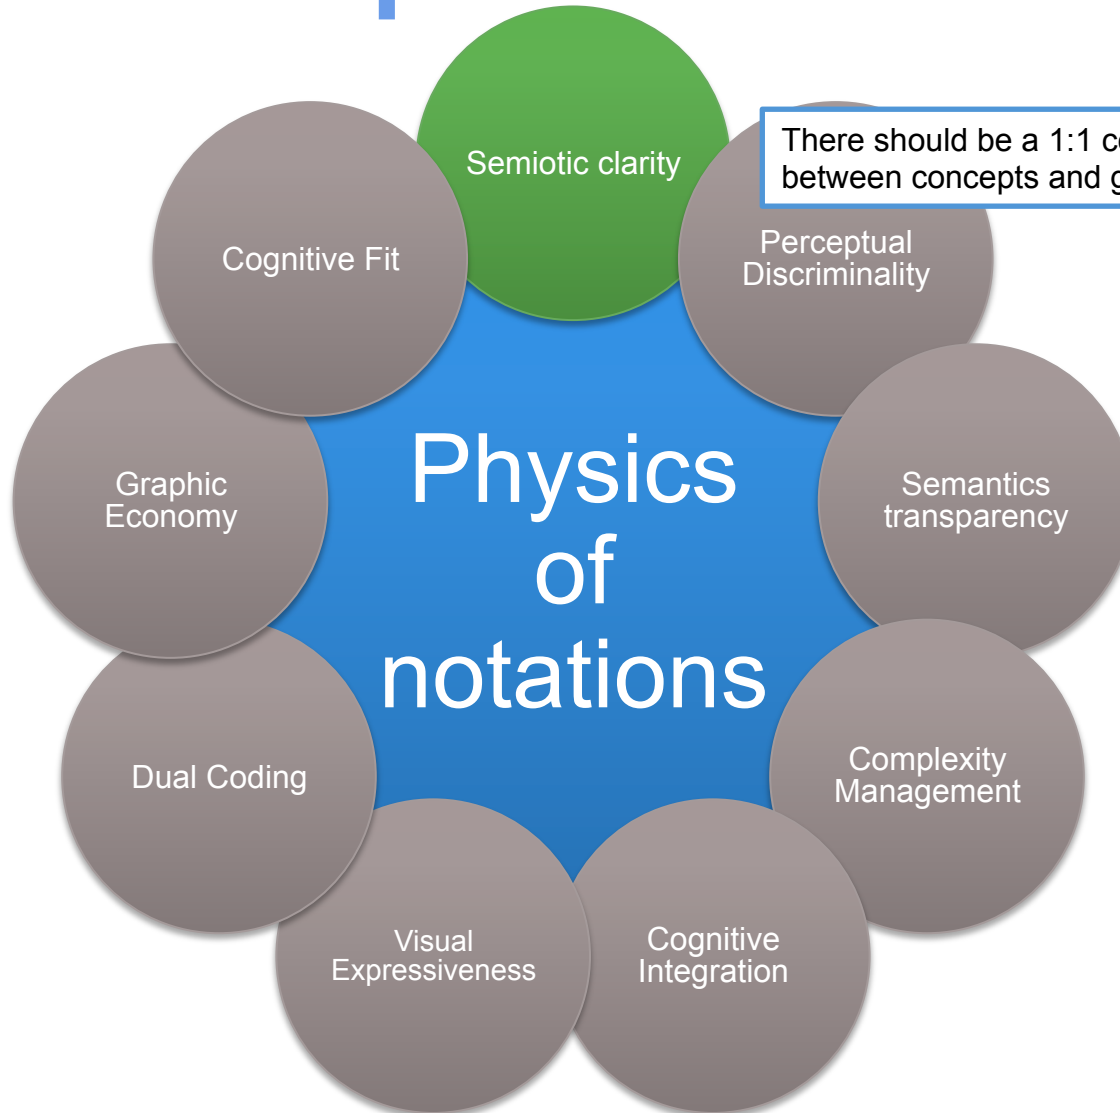 Semiotic clarity
There should be a 1:1
between concepts and
Perceptual
Discriminality
Cognitive Fit
Semantics
transparency
Graphic
Economy
Physics
of
notations
Complexity
Management
Dual Coding
Cognitive
Integration
Visual
Expressiveness